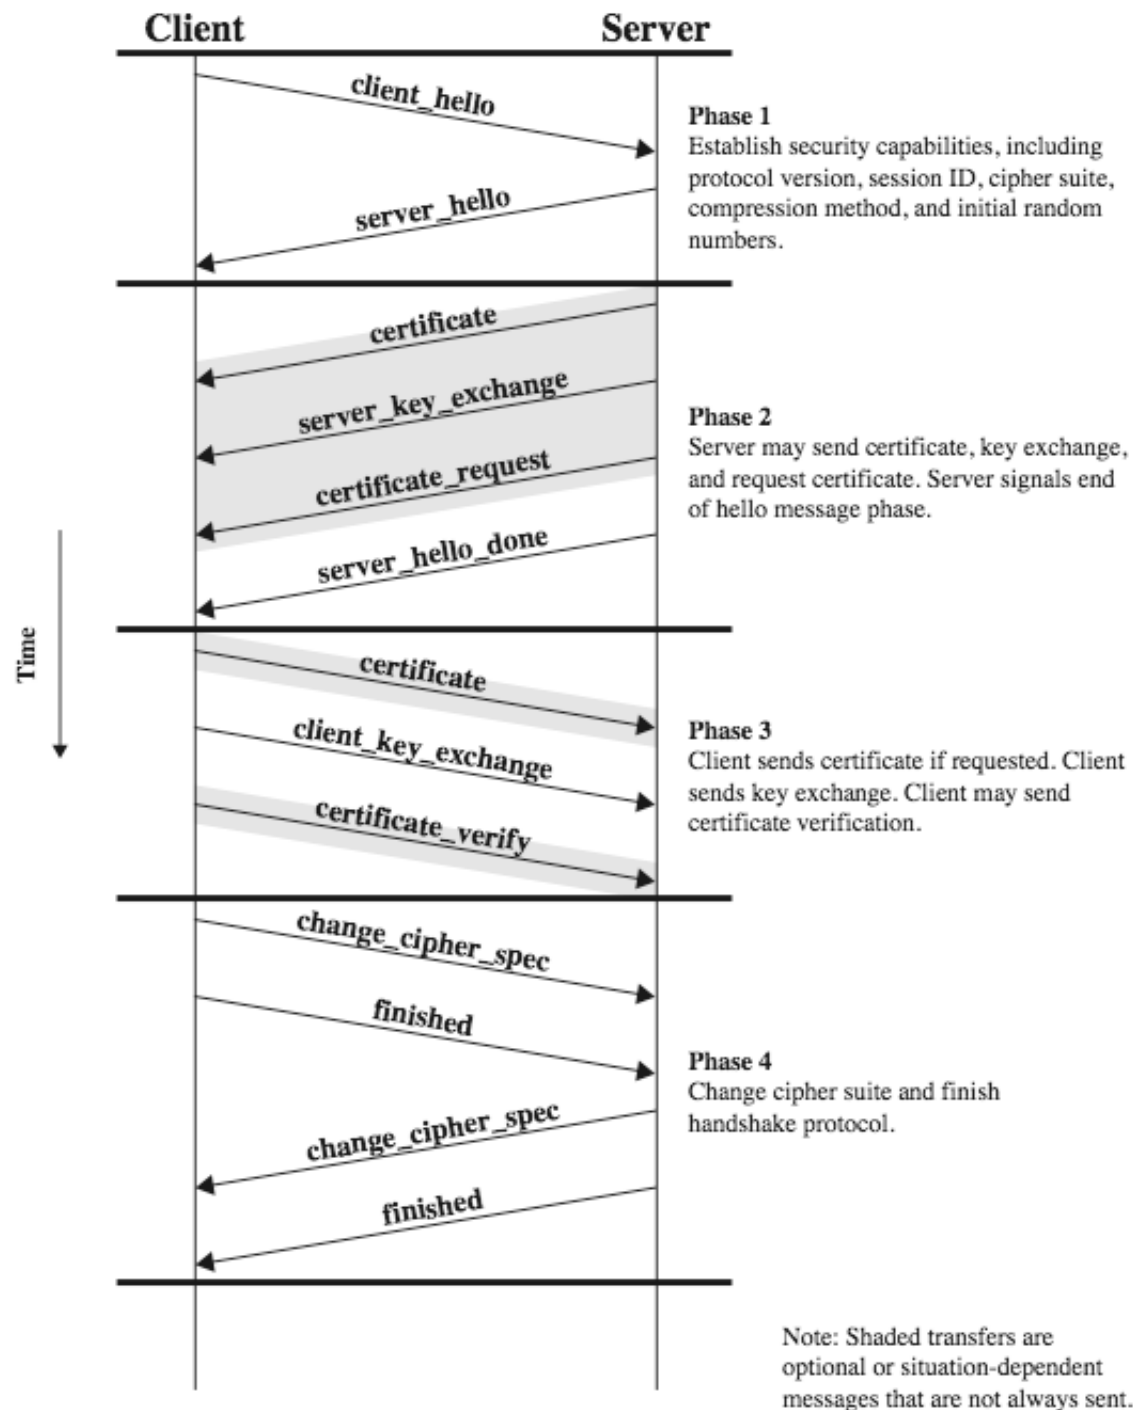 Client
Server
client_hello
server_hello
Phase 1
Establish security capabilities, including
protocol version, session ID, cipher suite,
compression method, and initial random
numbers.
certificate
server_key_exchange
certificate_request
server_hello_done
Phase 2
Server may send certificate, key exchange,
and request certificate. Server signals end
of hello message phase.
Time
certificate
client_key_exchange
certificate_verify
Phase 3
Client sends certificate if requested. Client
sends key exchange. Client may send
certificate verification.
change_cipher_spec
finished
change_cipher_spec
finished
Phase 4
Change cipher suite and finish
handshake protocol.
Note: Shaded transfers are
optional or situation-dependent
messages that are not always sent.